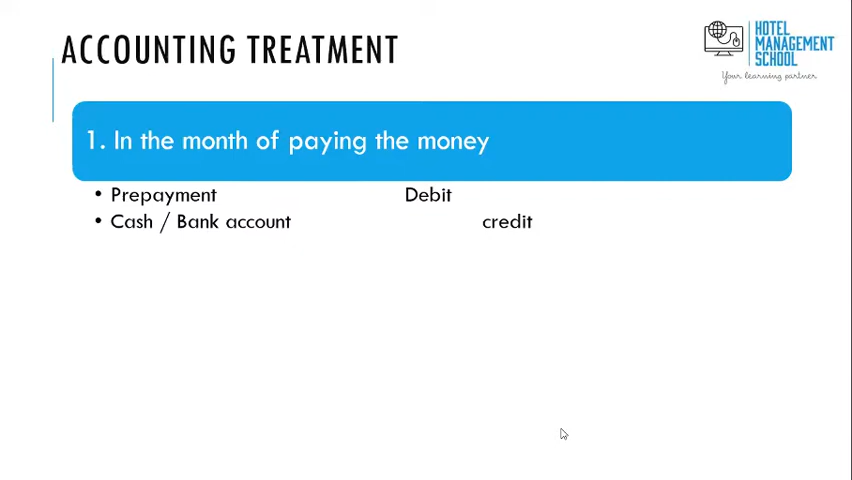 ACCOUNTING TREATMENT
HOTEL
MANAGEMENT
SCHOOL
Your learning partner
1. In the month of paying the money
• Prepayment Debit
• Cash / Bank account credit